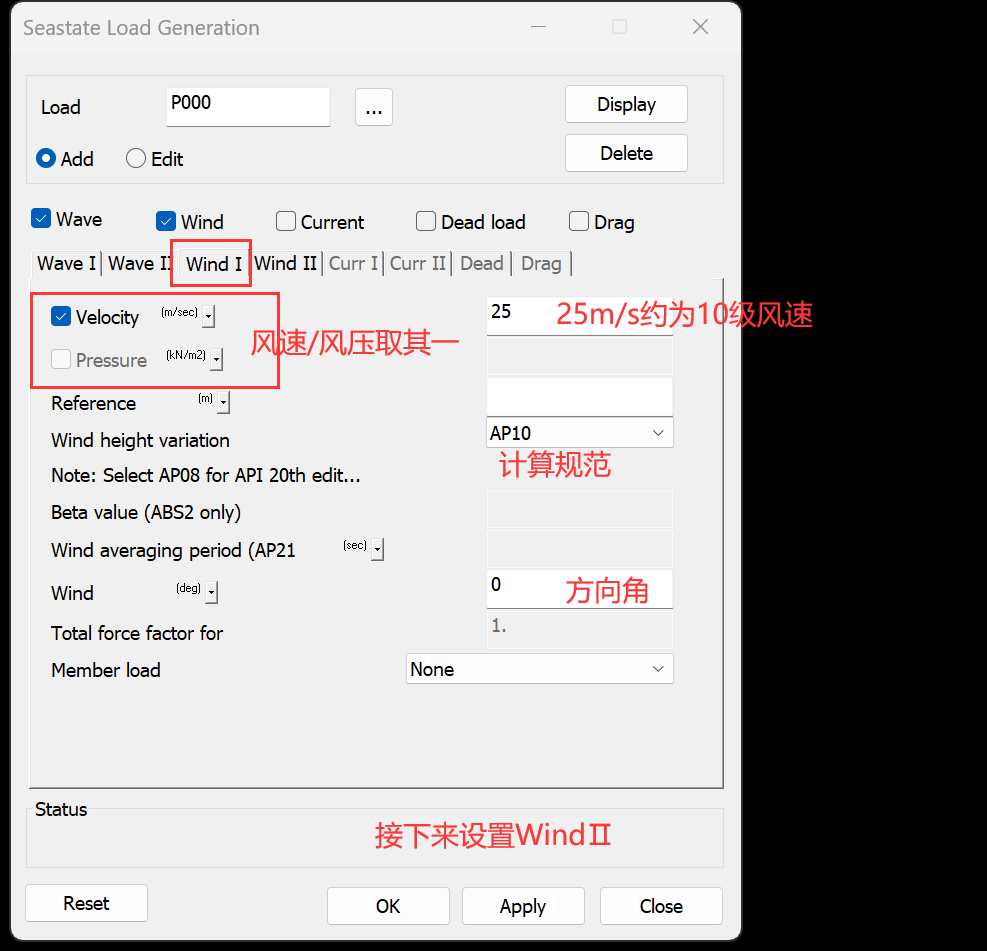 Seastate Load Generation
Load P000 ... Display
Add Edit Delete
Wave Wind Current Dead load Drag
Wave I Wave II Wind I Wind II Curr I Curr II Dead Drag
Velocity (m/sec) 25 25m/s约为10级风速
风速/风压取其一
Pressure (kN/m2)
Reference (m)
Wind height variation AP10
计算规范
Note: Select AP08 for API 20th edit...
Beta value (ABS2 only)
Wind averaging period (AP21 (sec)
Wind (deg) 0 方向角
Total force factor for 1.
Member load None
Status
接下来设置WindⅡ
Reset OK Apply Close